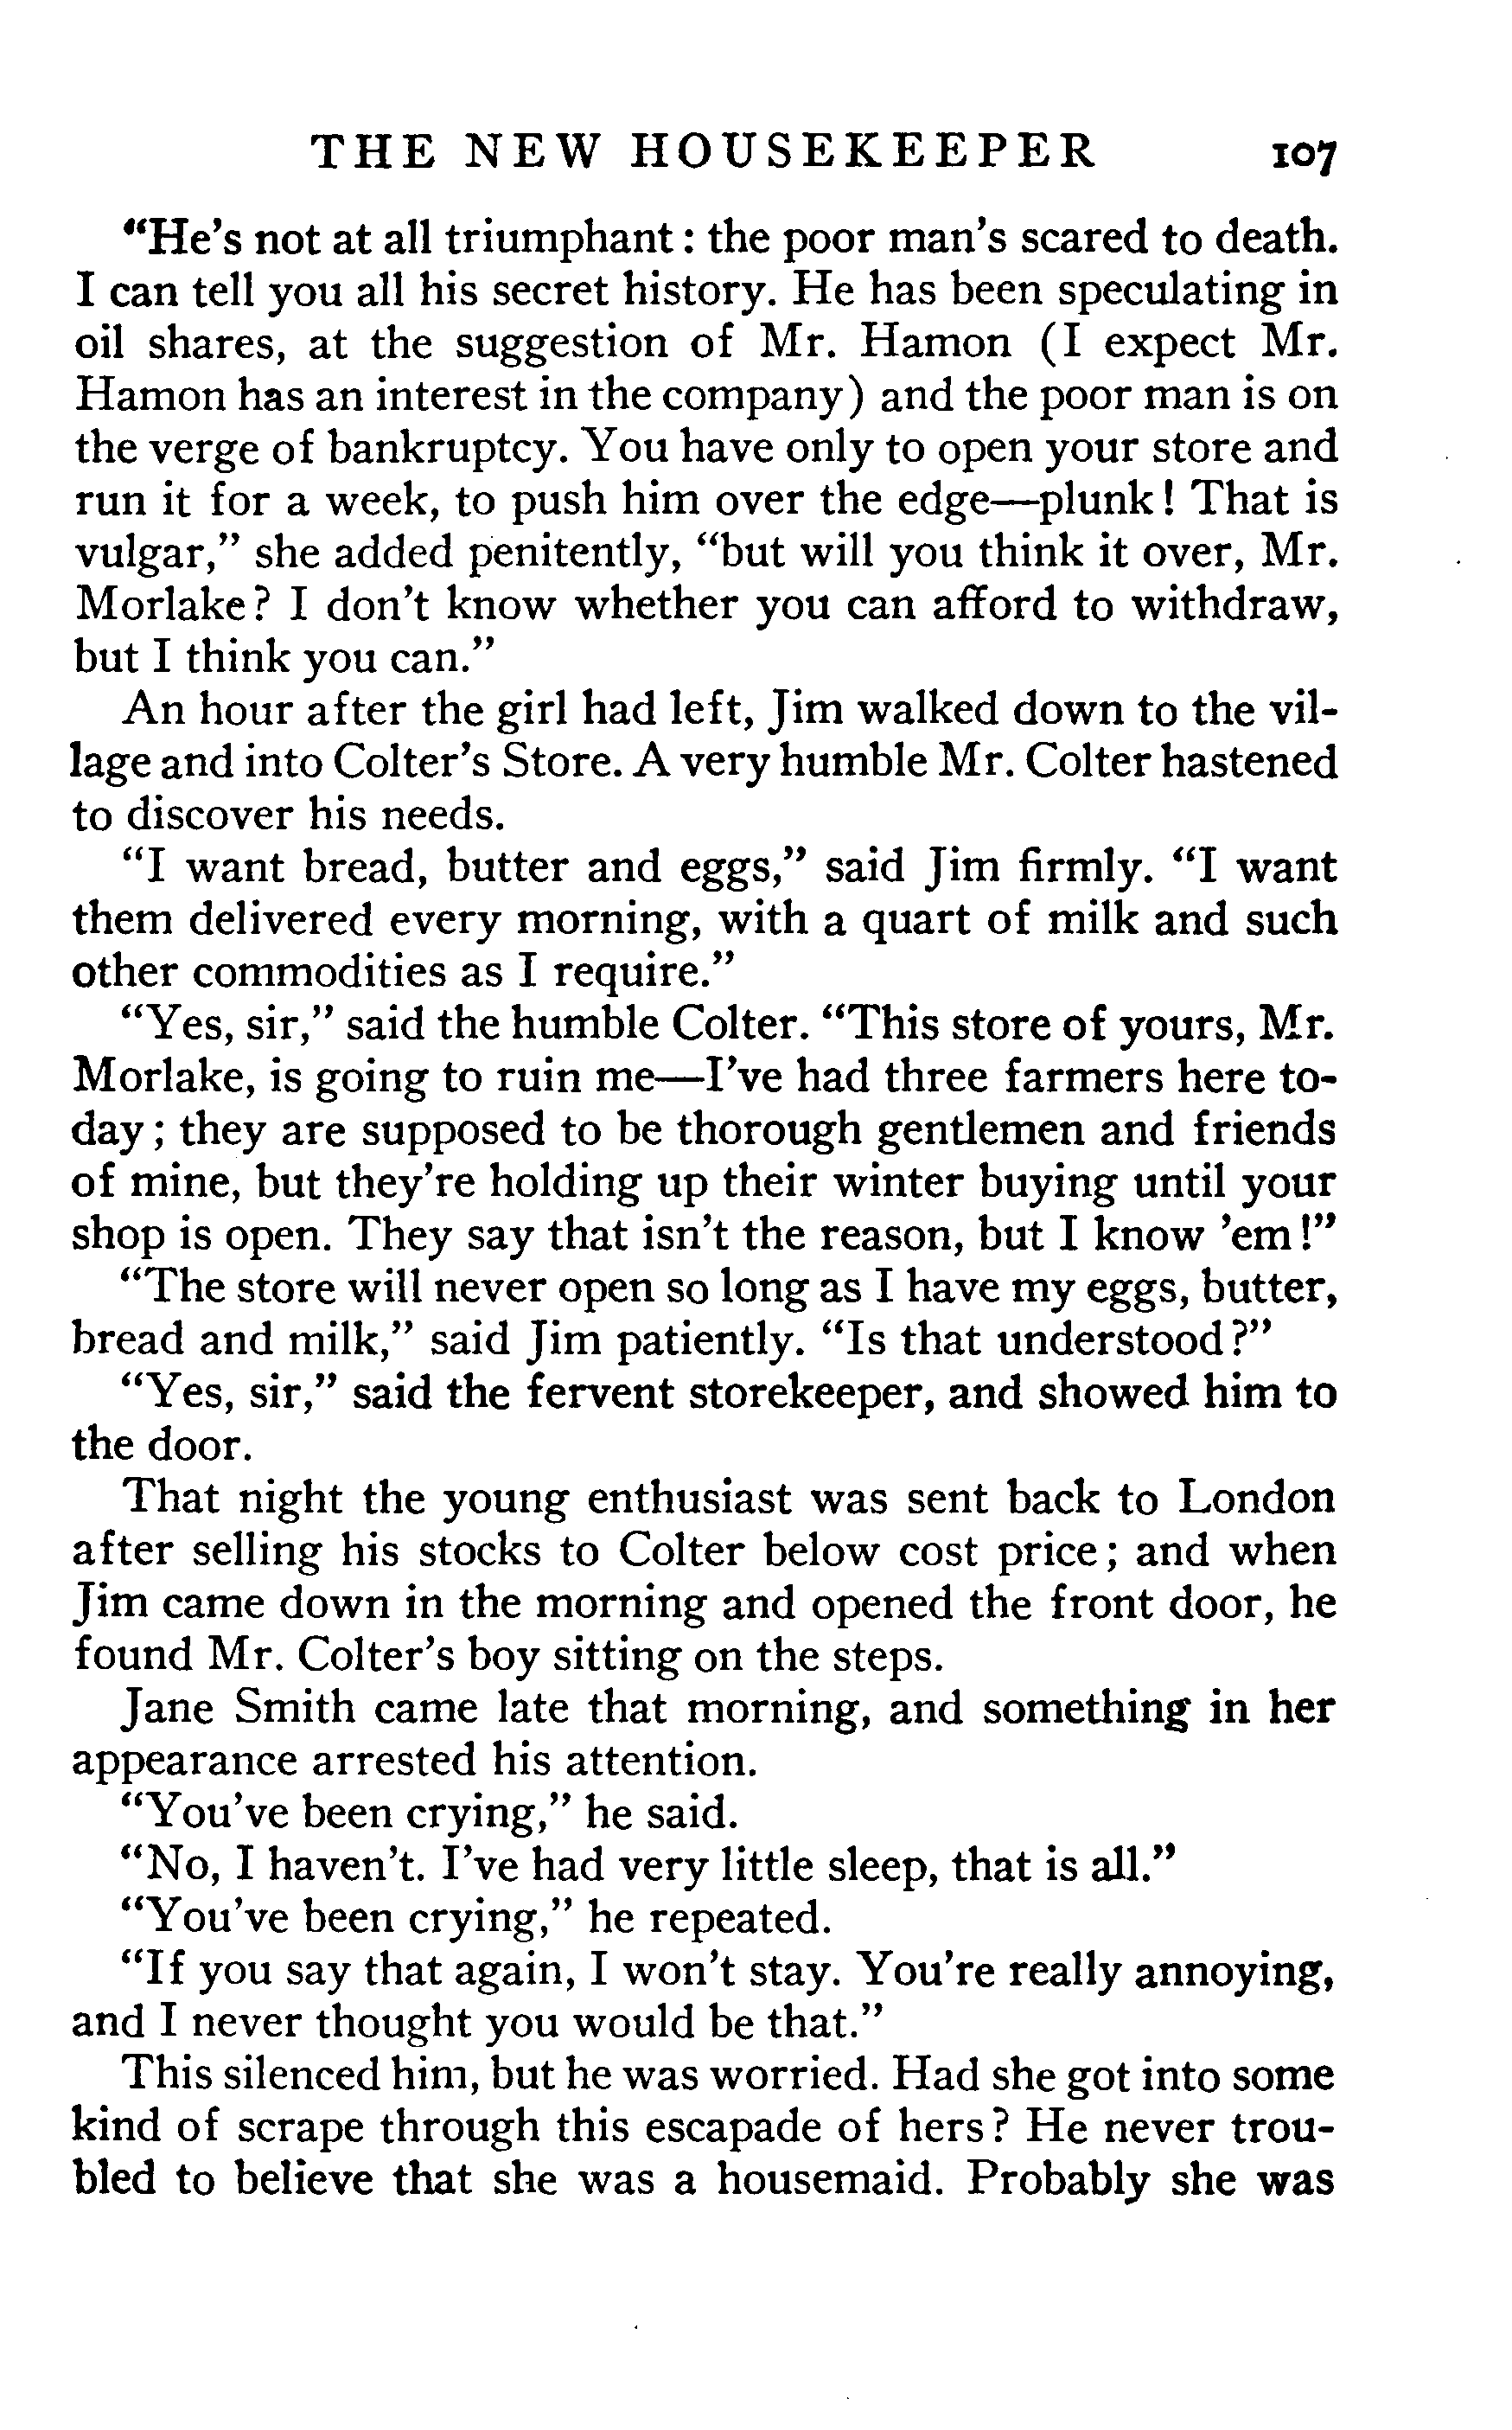 THE NEW HOUSEKEEPER 107
"He's not at all triumphant: the poor man's scared to death.
I can tell you all his secret history. He has been speculating in
oil shares, at the suggestion of Mr. Hamon (I expect Mr.
Hamon has an interest in the company) and the poor man is on
the verge of bankruptcy. You have only to open your store and
run it for a week, to push him over the edge—plunk! That is
vulgar," she added penitently, "but will you think it over, Mr.
Morlake? I don't know whether you can afford to withdraw,
but I think you can."
An hour after the girl had left, Jim walked down to the vil-
lage and into Colter's Store. A very humble Mr. Colter hastened
to discover his needs.
"I want bread, butter and eggs," said Jim firmly. "I want
them delivered every morning, with a quart of milk and such
other commodities as I require."
"Yes, sir," said the humble Colter. "This store of yours, Mr.
Morlake, is going to ruin me—I've had three farmers here to-
day; they are supposed to be thorough gentlemen and friends
of mine, but they're holding up their winter buying until your
shop is open. They say that isn't the reason, but I know 'em!"
"The store will never open so long as I have my eggs, butter,
bread and milk," said Jim patiently. "Is that understood?"
"Yes, sir," said the fervent storekeeper, and showed him to
the door.
That night the young enthusiast was sent back to London
after selling his stocks to Colter below cost price; and when
Jim came down in the morning and opened the front door, he
found Mr. Colter's boy sitting on the steps.
Jane Smith came late that morning, and something in her
appearance arrested his attention.
"You've been crying," he said.
"No, I haven't. I've had very little sleep, that is all."
"You've been crying," he repeated.
"If you say that again, I won't stay. You're really annoying,
and I never thought you would be that."
This silenced him, but he was worried. Had she got into some
kind of scrape through this escapade of hers? He never trou-
bled to believe that she was a housemaid. Probably she was